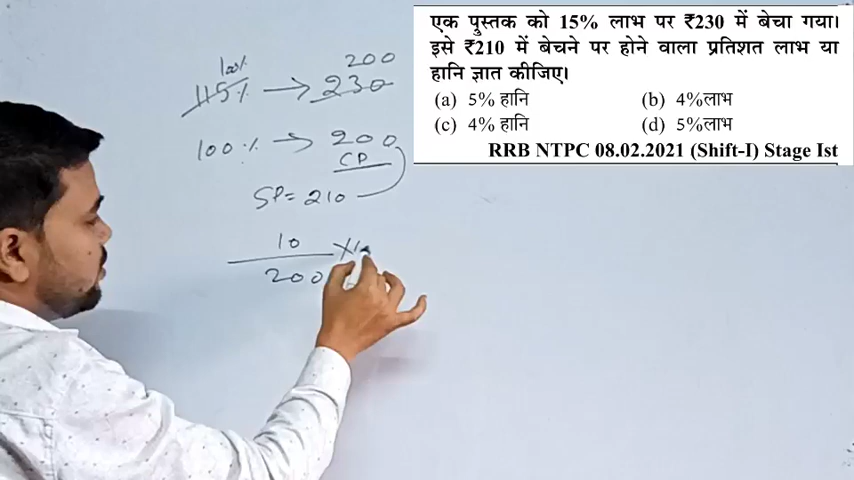 एक पुस्तक को 15% लाभ पर ₹230 में बेचा गया।
इसे ₹210 में बेचने पर होने वाला प्रतिशत लाभ या
हानि ज्ञात कीजिए।
(a) 5% हानि (b) 4%लाभ
(c) 4% हानि (d) 5%लाभ
RRB NTPC 08.02.2021 (Shift-I) Stage Ist
100% 200
115% → 230
100% → 200
CP
SP = 210
10
200